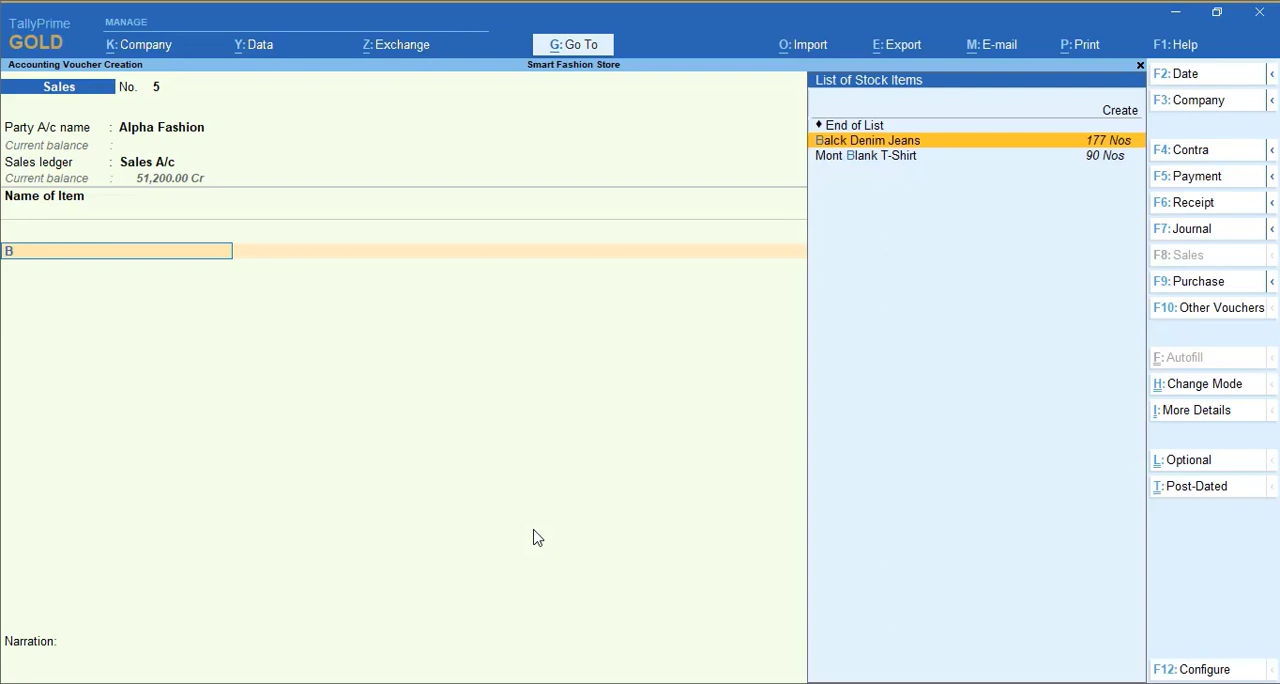 TallyPrime
GOLD
MANAGE
K: Company
Y: Data
Z: Exchange
G: Go To
O: Import
E: Export
M: E-mail
P: Print
F1: Help
Accounting Voucher Creation
Smart Fashion Store
Sales
No. 5
Party A/c name : Alpha Fashion
Current balance :
Sales ledger : Sales A/c
Current balance : 51,200.00 Cr
Name of Item
B
Narration:
List of Stock Items
Create
♦ End of List
Balck Denim Jeans 177 Nos
Mont Blank T-Shirt 90 Nos
F2: Date
F3: Company
F4: Contra
F5: Payment
F6: Receipt
F7: Journal
F8: Sales
F9: Purchase
F10: Other Vouchers
F: Autofill
H: Change Mode
I: More Details
L: Optional
T: Post-Dated
F12: Configure